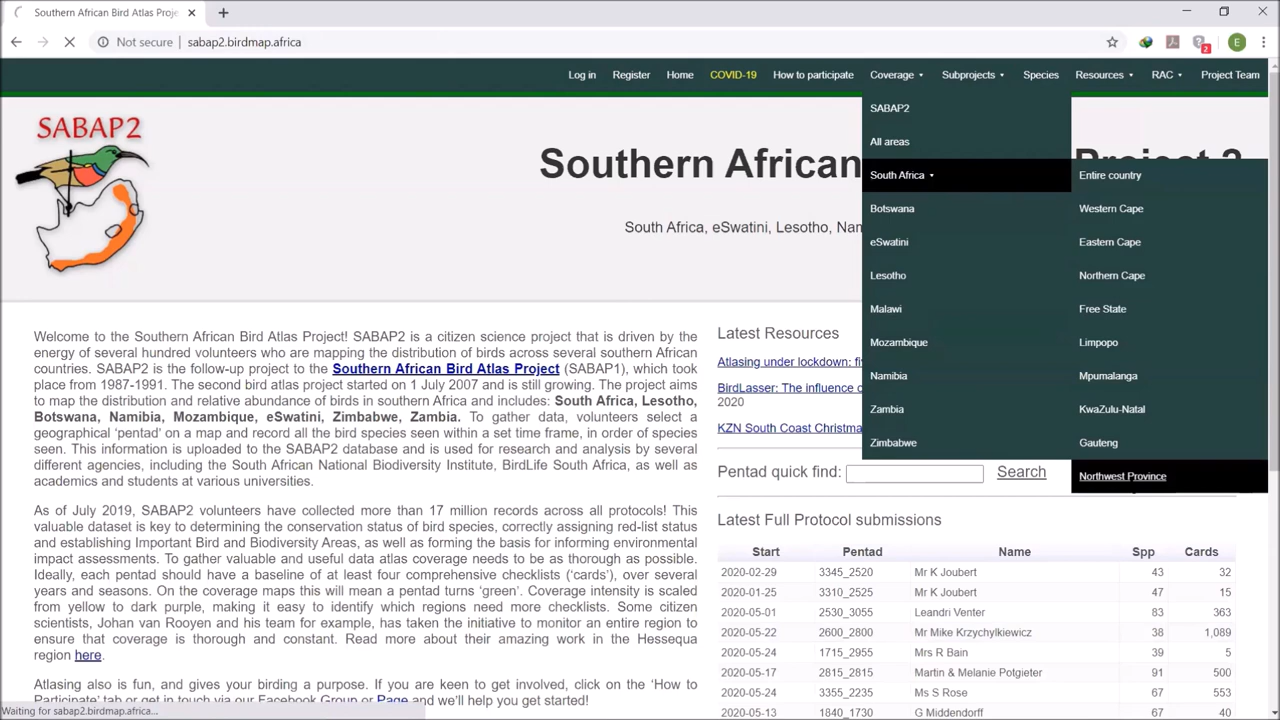 Southern African Bird Atlas Proje
Not secure | sabap2.birdmap.africa
2
E
Log in Register Home COVID-19 How to participate Coverage Subprojects Species Resources RAC Project Team
SABAP2
Southern African
Project 2
South Africa, eSwatini, Lesotho, Nam
SABAP2
All areas
South Africa
Botswana
eSwatini
Lesotho
Malawi
Mozambique
Namibia
Zambia
Zimbabwe
Entire country
Western Cape
Eastern Cape
Northern Cape
Free State
Limpopo
Mpumalanga
KwaZulu-Natal
Gauteng
Northwest Province
Welcome to the Southern African Bird Atlas Project! SABAP2 is a citizen science project that is driven by the
energy of several hundred volunteers who are mapping the distribution of birds across several southern African
countries. SABAP2 is the follow-up project to the Southern African Bird Atlas Project (SABAP1), which took
place from 1987-1991. The second bird atlas project started on 1 July 2007 and is still growing. The project aims
to map the distribution and relative abundance of birds in southern Africa and includes: South Africa, Lesotho,
Botswana, Namibia, Mozambique, eSwatini, Zimbabwe, Zambia. To gather data, volunteers select a
geographical ‘pentad’ on a map and record all the bird species seen within a set time frame, in order of species
seen. This information is uploaded to the SABAP2 database and is used for research and analysis by several
different agencies, including the South African National Biodiversity Institute, BirdLife South Africa, as well as
academics and students at various universities.
As of July 2019, SABAP2 volunteers have collected more than 17 million records across all protocols! This
valuable dataset is key to determining the conservation status of bird species, correctly assigning red-list status
and establishing Important Bird and Biodiversity Areas, as well as forming the basis for informing environmental
impact assessments. To gather valuable and useful data atlas coverage needs to be as thorough as possible.
Ideally, each pentad should have a baseline of at least four comprehensive checklists (‘cards’), over several
years and seasons. On the coverage maps this will mean a pentad turns ‘green’. Coverage intensity is scaled
from yellow to dark purple, making it easy to identify which regions need more checklists. Some citizen
scientists, Johan van Rooyen and his team for example, has taken the initiative to monitor an entire region to
ensure that coverage is thorough and constant. Read more about their amazing work in the Hessequa
region here.
Atlasing also is fun, and gives your birding a purpose. If you are keen to get involved, click on the ‘How to
Participate’ tab or get in touch via our Facebook Group or Page and we'll help you get started!
Waiting for sabap2.birdmap.africa...
Latest Resources
Atlasing under lockdown: fi
BirdLasser: The influence o
2020
KZN South Coast Christma
Pentad quick find: Search
Latest Full Protocol submissions
Start Pentad Name Spp Cards
2020-02-29 3345_2520 Mr K Joubert 43 32
2020-01-25 3310_2525 Mr K Joubert 47 15
2020-05-01 2530_3055 Leandri Venter 83 363
2020-05-22 2600_2800 Mr Mike Krzychylkiewicz 38 1,089
2020-05-24 1715_2955 Mrs R Bain 39 5
2020-05-17 2815_2815 Martin & Melanie Potgieter 91 500
2020-05-24 3355_2235 Ms S Rose 67 553
2020-05-13 1840_1730 G Middendorff 67 40